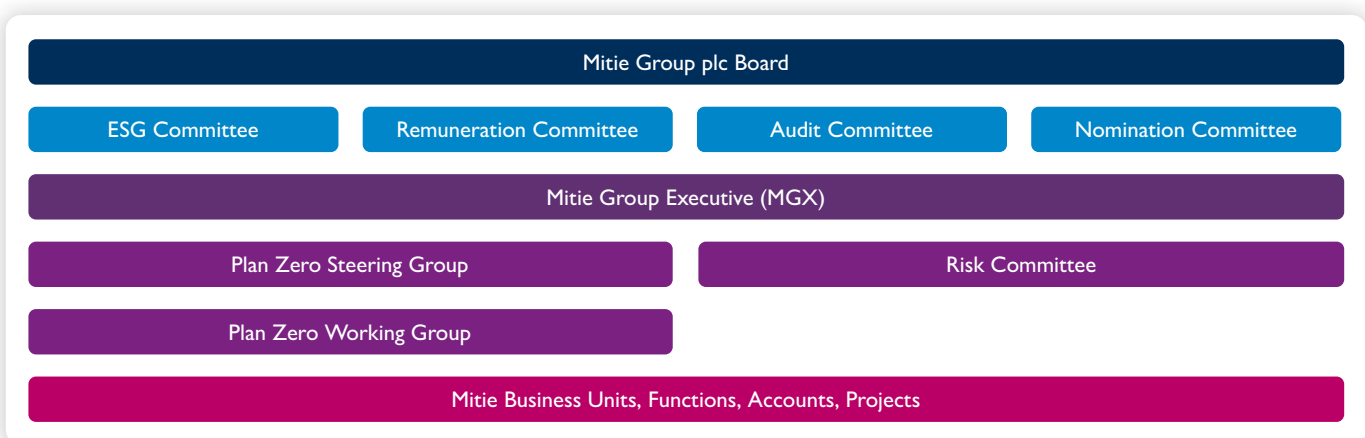 Mitie Group plc Board
ESG Committee
Remuneration Committee
Audit Committee
Nomination Committee
Mitie Group Executive (MGX)
Plan Zero Steering Group
Risk Committee
Plan Zero Working Group
Mitie Business Units, Functions, Accounts, Projects